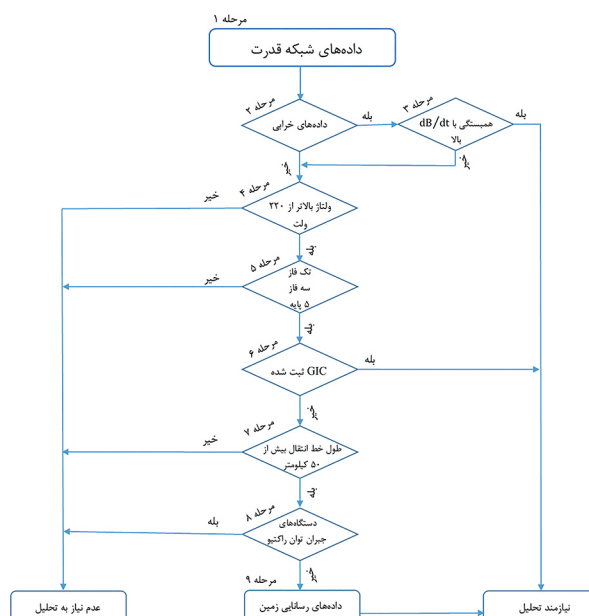 مرحله ۱
داده‌های شبکه قدرت
مرحله ۲
داده‌های خرابی
بله
مرحله ۳
همبستگی با dB/dt
بالا
بله
خیر
خیر
مرحله ۴
ولتاژ بالاتر از ۲۲۰
ولت
خیر
بله
مرحله ۵
تک فاز
سه فاز
۵ پایه
خیر
بله
مرحله ۶
GIC ثبت شده
بله
خیر
مرحله ۷
طول خط انتقال بیش از
۵۰ کیلومتر
خیر
بله
مرحله ۸
دستگاه‌های
جبران توان راکتیو
بله
خیر
مرحله ۹
داده‌های رسانایی زمین
عدم نیاز به تحلیل
نیازمند تحلیل